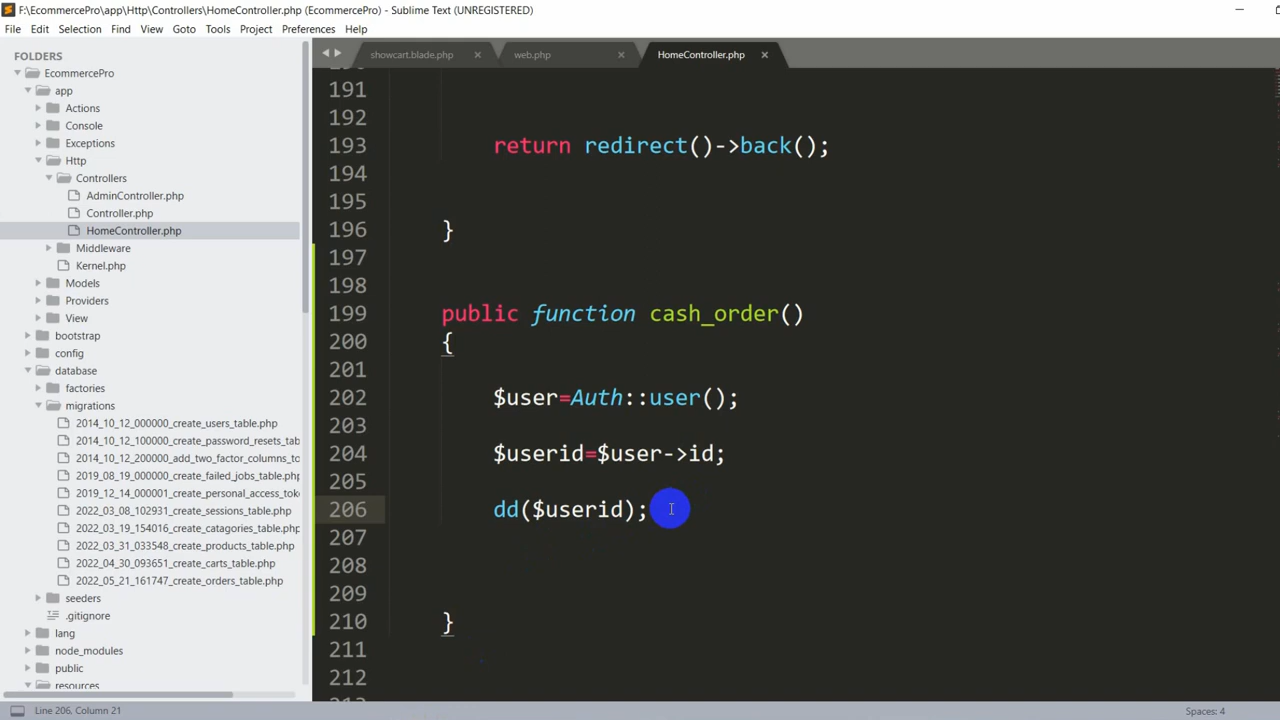 F:\EcommercePro\app\Http\Controllers\HomeController.php (EcommercePro) - Sublime Text (UNREGISTERED)
File Edit Selection Find View Goto Tools Project Preferences Help
FOLDERS
EcommercePro
app
Actions
Console
Exceptions
Http
Controllers
AdminController.php
Controller.php
HomeController.php
Middleware
Kernel.php
Models
Providers
View
bootstrap
config
database
factories
migrations
2014_10_12_000000_create_users_table.php
2014_10_12_100000_create_password_resets_tab
2014_10_12_200000_add_two_factor_columns_to
2019_08_19_000000_create_failed_jobs_table.php
2019_12_14_000001_create_personal_access_toke
2022_03_08_102931_create_sessions_table.php
2022_03_19_154016_create_catagories_table.php
2022_03_31_033548_create_products_table.php
2022_04_30_093651_create_carts_table.php
2022_05_21_161747_create_orders_table.php
seeders
.gitignore
lang
node_modules
public
resources
showcart.blade.php web.php HomeController.php
191
192
193 return redirect()->back();
194
195
196 }
197
198
199 public function cash_order()
200 {
201
202 $user=Auth::user();
203
204 $userid=$user->id;
205
206 dd($userid);
207
208
209
210 }
211
212
Line 206, Column 21 Spaces: 4